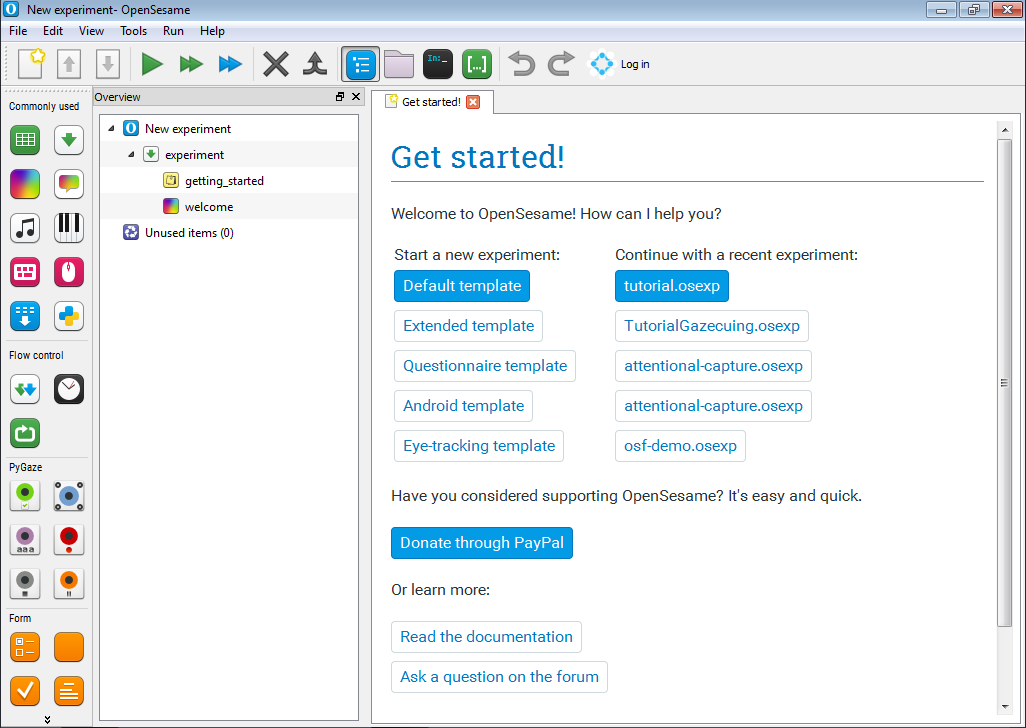 New experiment- OpenSesame
File Edit View Tools Run Help
In:_
[...]
Log in
Commonly used
Flow control
PyGaze
aaa
Form
Overview
New experiment
experiment
getting_started
welcome
Unused items (0)
Get started!
Get started!
Welcome to OpenSesame! How can I help you?
Start a new experiment:
Default template
Extended template
Questionnaire template
Android template
Eye-tracking template
Continue with a recent experiment:
tutorial.osexp
TutorialGazecuing.osexp
attentional-capture.osexp
attentional-capture.osexp
osf-demo.osexp
Have you considered supporting OpenSesame? It's easy and quick.
Donate through PayPal
Or learn more:
Read the documentation
Ask a question on the forum